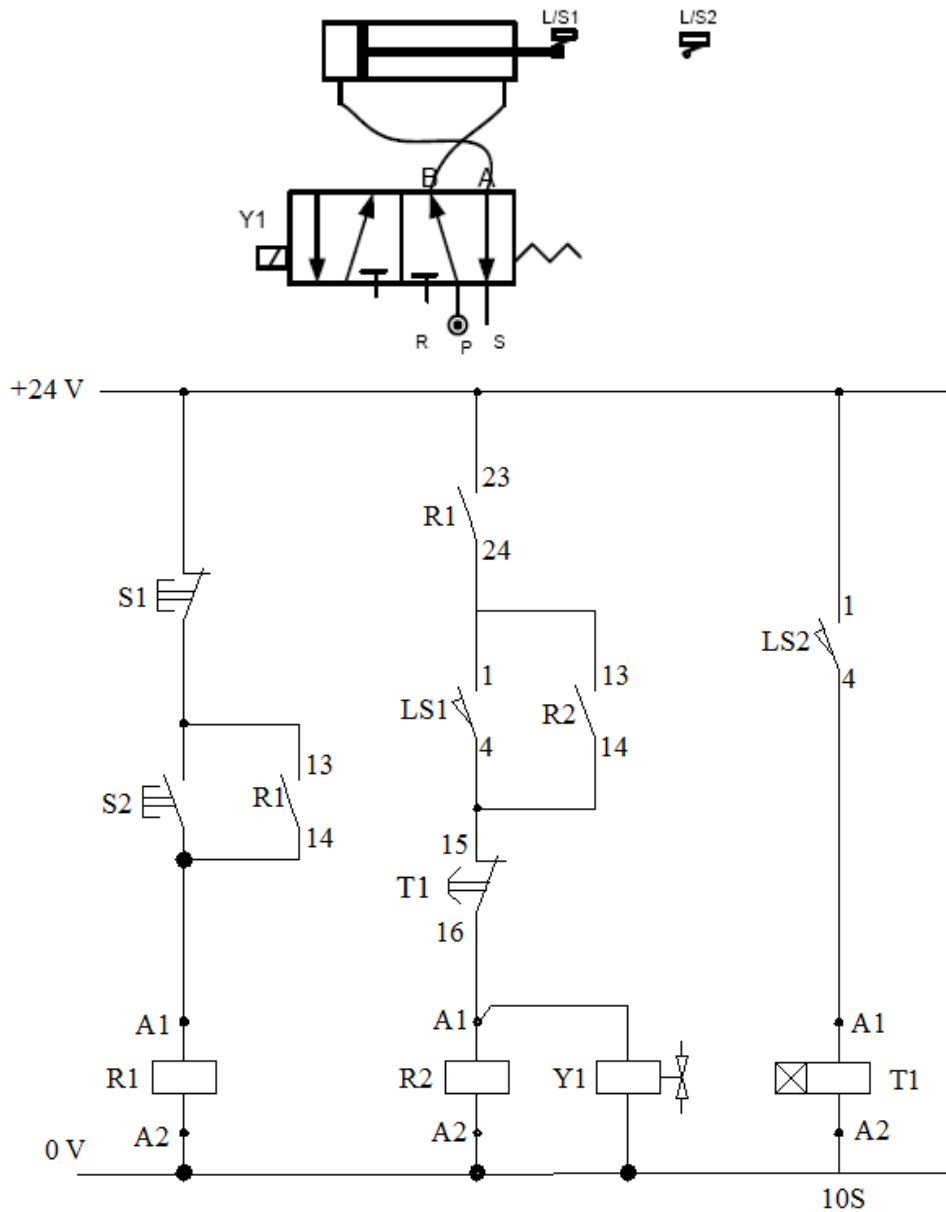 L/S1 L/S2
B A
Y1
R P S
+24 V
23
R1
24
S1
1
LS2
4
1 13
LS1 R2
4 14
13
S2 R1
14
15
T1
16
A1 A1 A1
R1 R2 Y1 T1
A2 A2 A2
0 V
10S